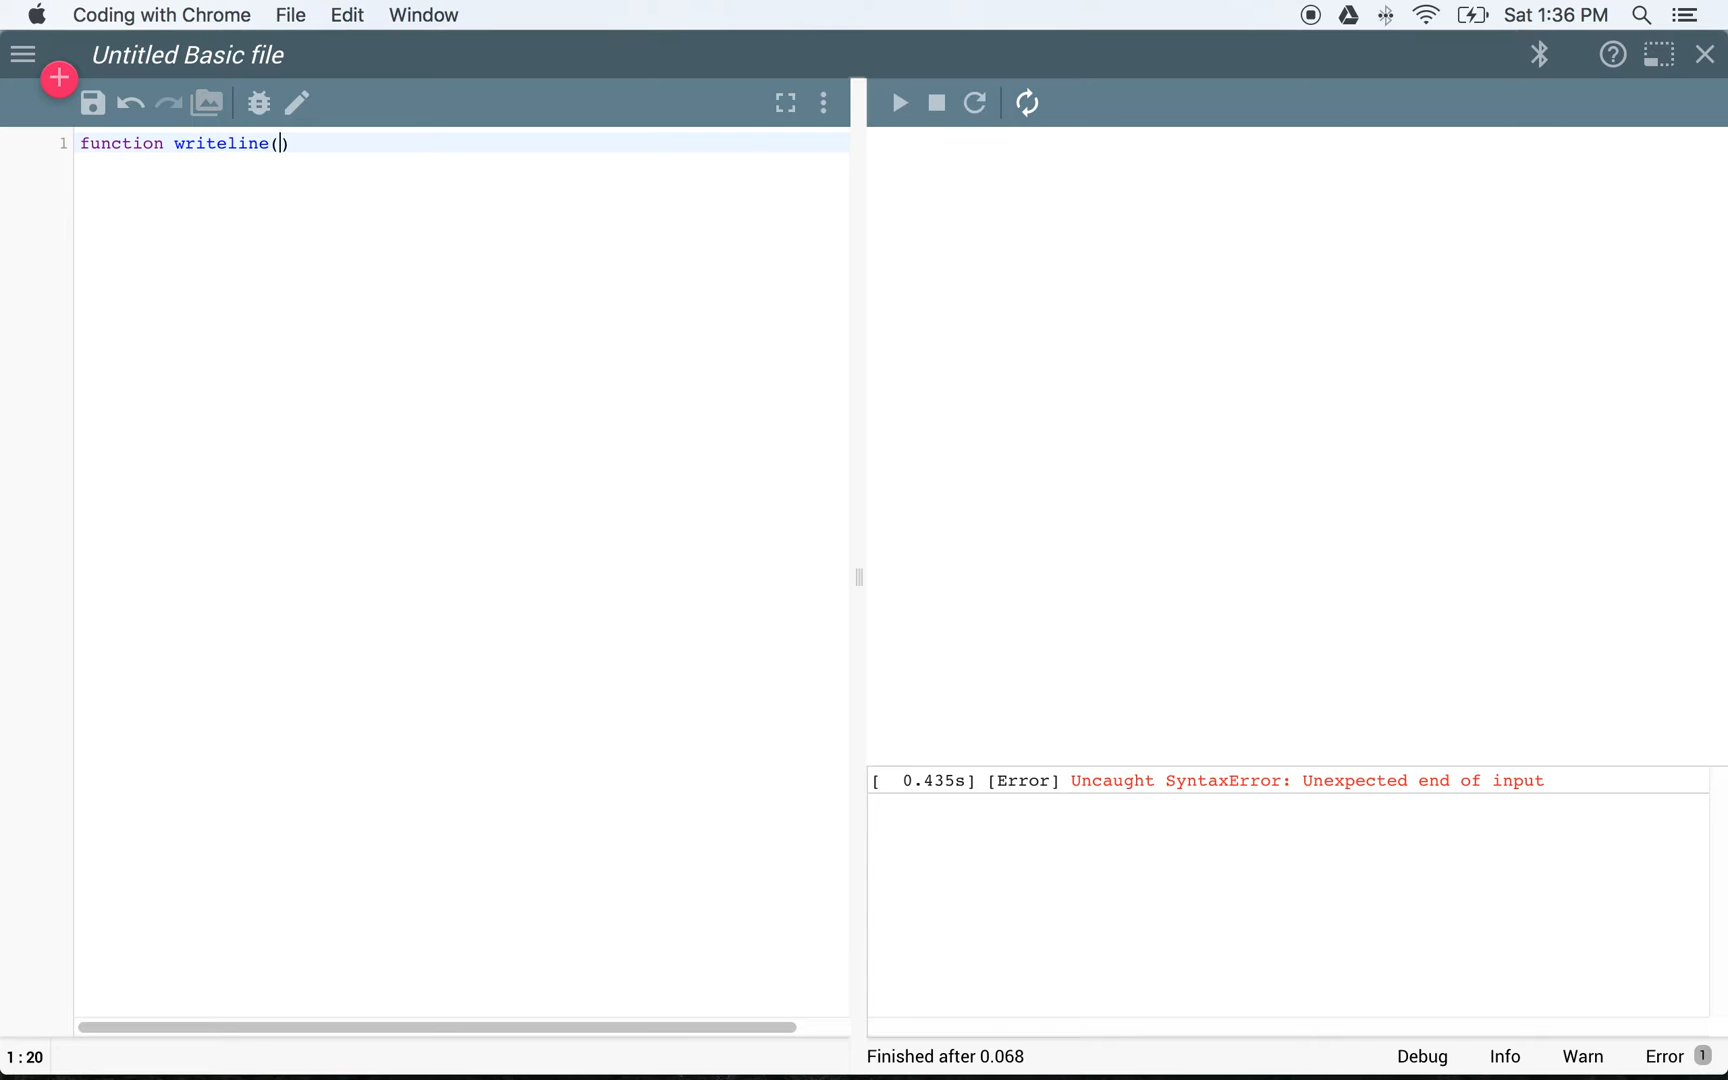 Coding with Chrome File Edit Window Sat 1:36 PM
Untitled Basic file
1 function writeline()
[  0.435s] [Error] Uncaught SyntaxError: Unexpected end of input
1 : 20 Finished after 0.068 Debug Info Warn Error 1